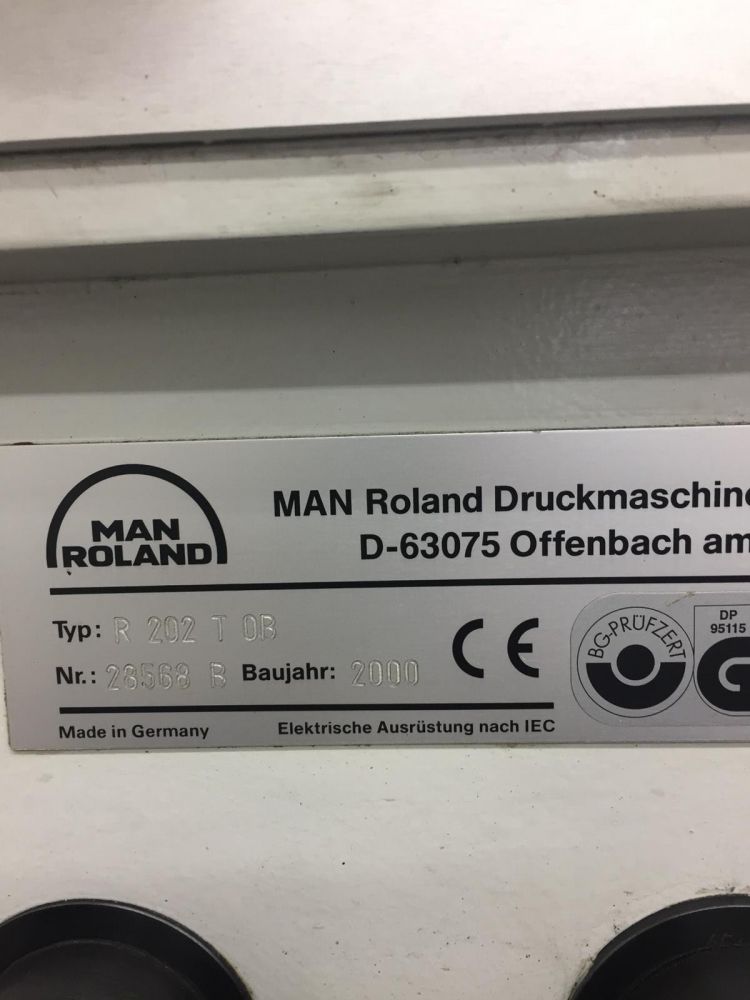 MAN
ROLAND
MAN Roland Druckmaschine
D-63075 Offenbach am
Typ: R 202 T OB
Nr.: 28568 B Baujahr: 2000
CE
BG-PRÜFZERT
DP
95115
Made in Germany
Elektrische Ausrüstung nach IEC